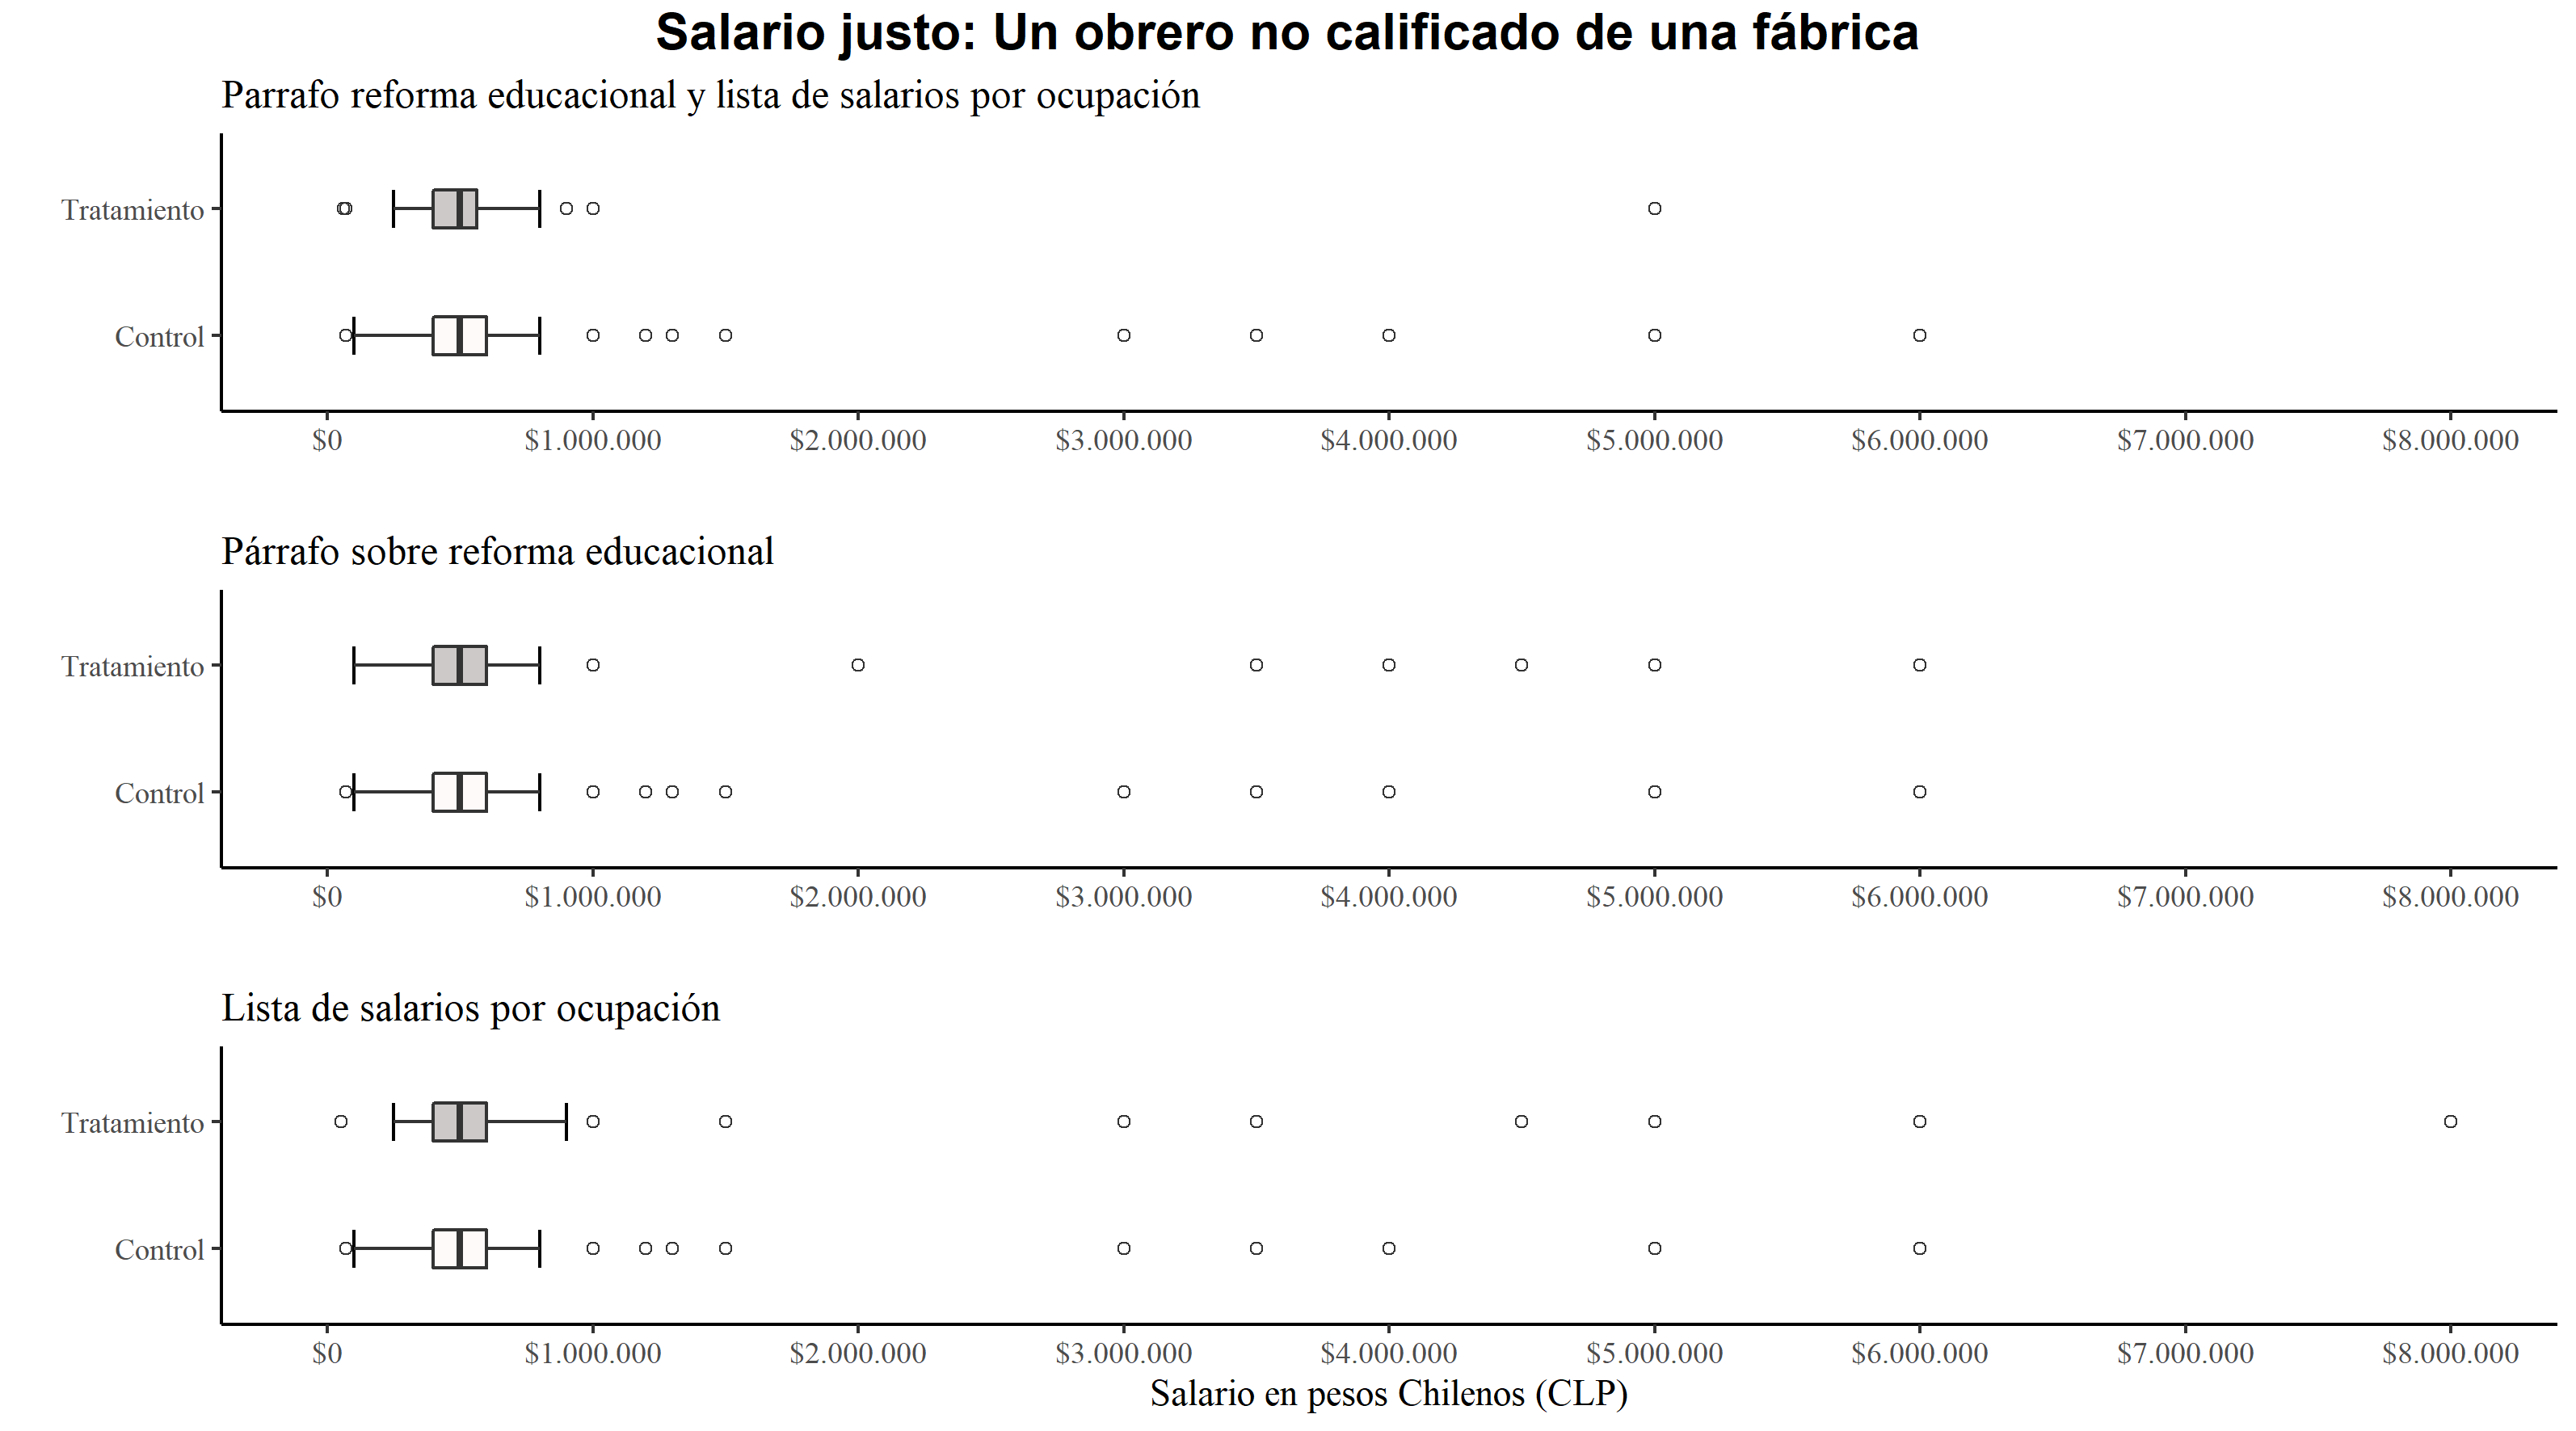 Salario justo: Un obrero no calificado de una fábrica
Parrafo reforma educacional y lista de salarios por ocupación
Tratamiento
Control
$0 $1.000.000 $2.000.000 $3.000.000 $4.000.000 $5.000.000 $6.000.000 $7.000.000 $8.000.000
Párrafo sobre reforma educacional
Tratamiento
Control
$0 $1.000.000 $2.000.000 $3.000.000 $4.000.000 $5.000.000 $6.000.000 $7.000.000 $8.000.000
Lista de salarios por ocupación
Tratamiento
Control
$0 $1.000.000 $2.000.000 $3.000.000 $4.000.000 $5.000.000 $6.000.000 $7.000.000 $8.000.000
Salario en pesos Chilenos (CLP)